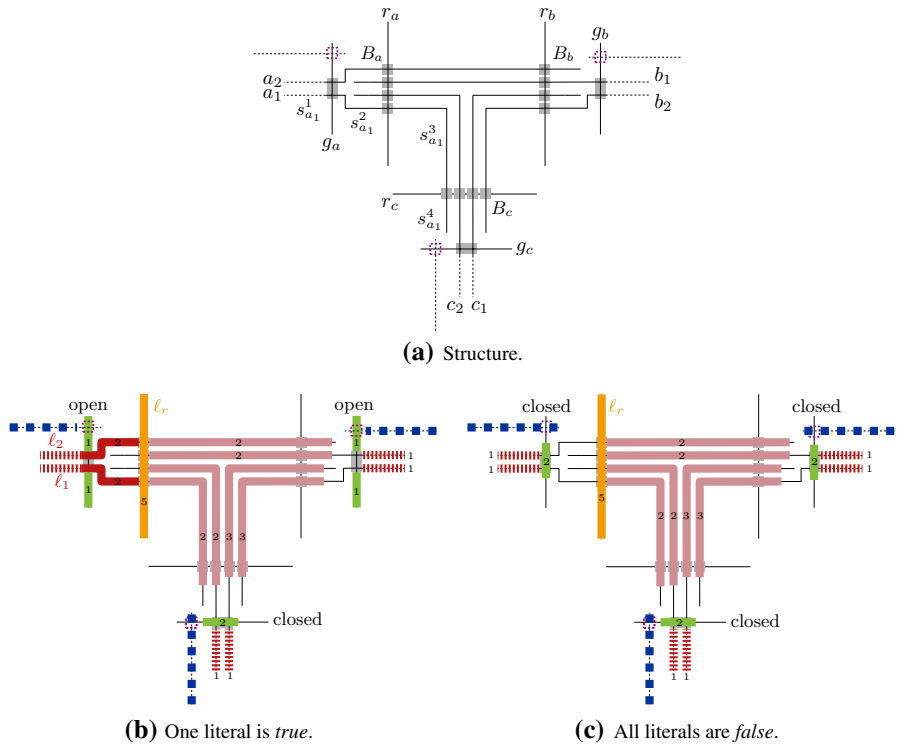 r_a r_b
g_b
B_a B_b
a_2 b_1
a_1 b_2
s^1_{a_1} s^2_{a_1}
g_a s^3_{a_1}
r_c B_c
s^4_{a_1}
g_c
c_2 c_1
(a) Structure.
open ℓ_r open closed ℓ_r closed
ℓ_2 1 2 2 1 2
2 1 1 2 1
ℓ_1 1 2 1 1 2 2 1
1 2 5 1 5
2 2 3 3 2 2 3 3
2 closed 2 closed
1 1 1 1
(b) One literal is true. (c) All literals are false.